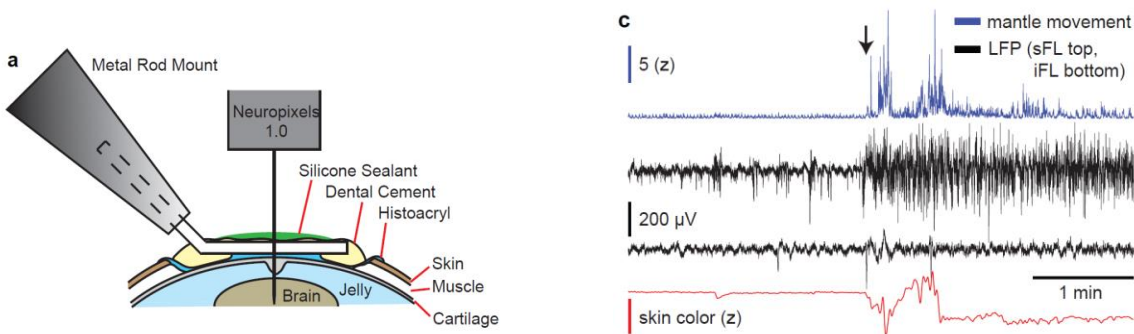 a
Metal Rod Mount
Neuropixels
1.0
Silicone Sealant
Dental Cement
Histoacryl
Skin
Muscle
Cartilage
Jelly
Brain
c
mantle movement
LFP (sFL top,
iFL bottom)
5 (z)
200 µV
1 min
skin color (z)